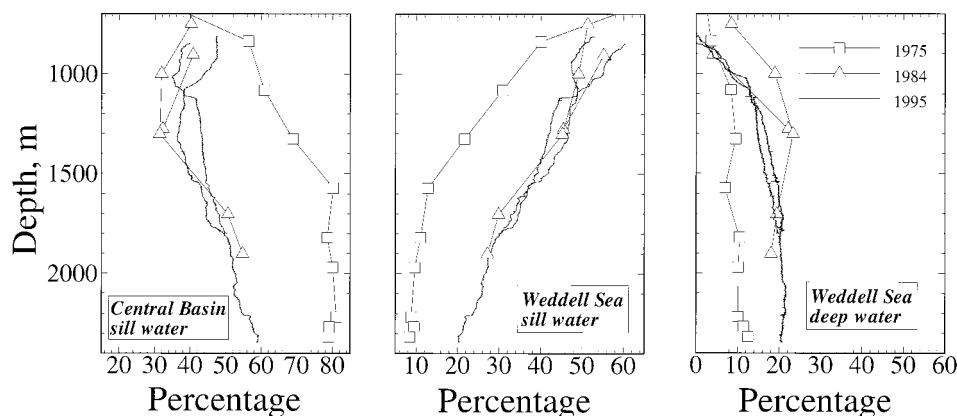 Depth, m
1000
1500
2000
Central Basin
sill water
20 30 40 50 60 70 80
Percentage
Weddell Sea
sill water
10 20 30 40 50 60
Percentage
1975
1984
1995
Weddell Sea
deep water
0 10 20 30 40 50 60
Percentage